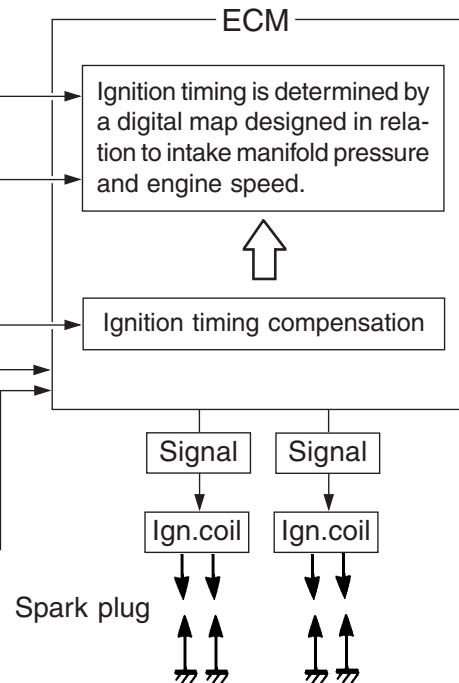 ECM
Ignition timing is determined by
a digital map designed in rela-
tion to intake manifold pressure
and engine speed.
Ignition timing compensation
Signal Signal
Ign.coil Ign.coil
Spark plug